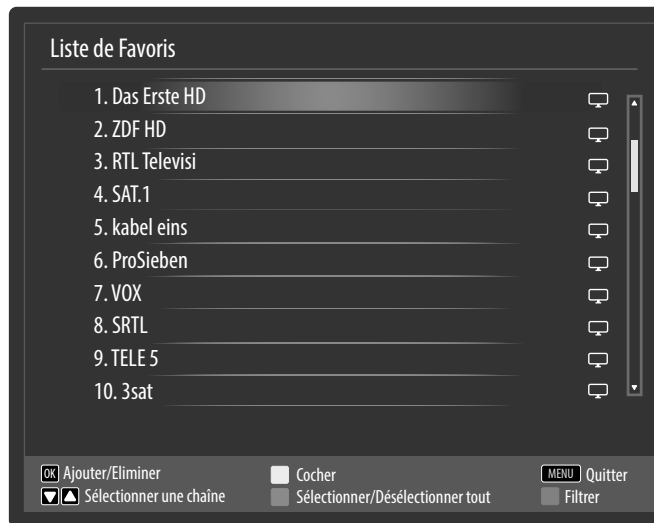 Liste de Favoris
1. Das Erste HD
2. ZDF HD
3. RTL Televisi
4. SAT.1
5. kabel eins
6. ProSieben
7. VOX
8. SRTL
9. TELE 5
10. 3sat
OK Ajouter/Eliminer Cocher MENU Quitter
Sélectionner une chaîne Sélectionner/Désélectionner tout Filtrer